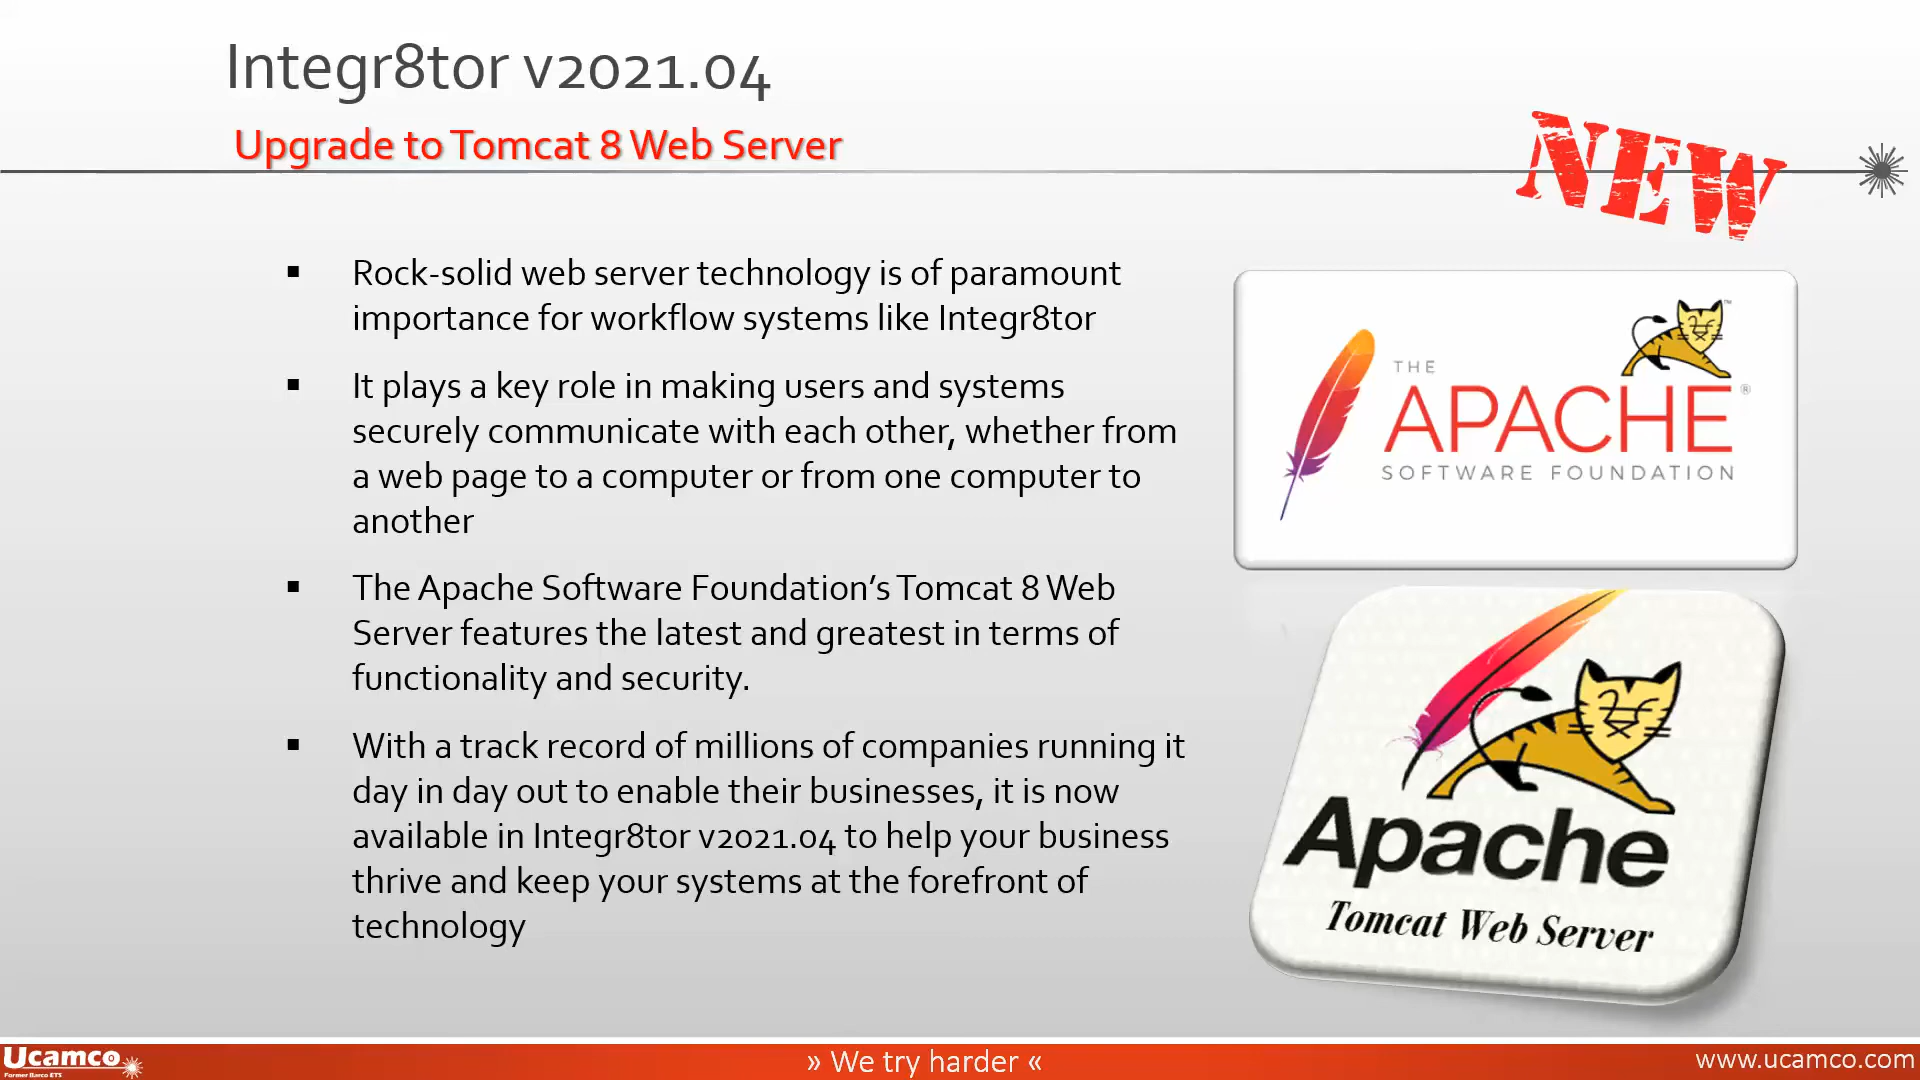 Integr8tor v2021.04
Upgrade to Tomcat 8 Web Server
NEW
▪ Rock-solid web server technology is of paramount
importance for workflow systems like Integr8tor
▪ It plays a key role in making users and systems
securely communicate with each other, whether from
a web page to a computer or from one computer to
another
▪ The Apache Software Foundation’s Tomcat 8 Web
Server features the latest and greatest in terms of
functionality and security.
▪ With a track record of millions of companies running it
day in day out to enable their businesses, it is now
available in Integr8tor v2021.04 to help your business
thrive and keep your systems at the forefront of
technology
THE
APACHE®
SOFTWARE FOUNDATION
™
Apache
Tomcat Web Server
Ucamco
Former Barco ETS
» We try harder «
www.ucamco.com